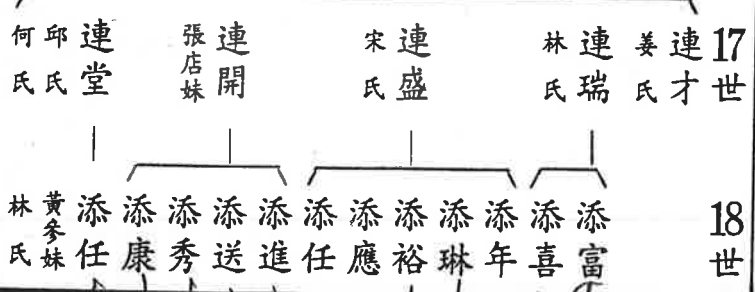 17世
連才
姜氏
連瑞
林氏
連盛
宋氏
連開
張店妹
連堂
邱氏
何氏
18世
添富
添喜
添年
添琳
添裕
添應
添任
添進
添送
添秀
添康
添任
黃參妹
林氏